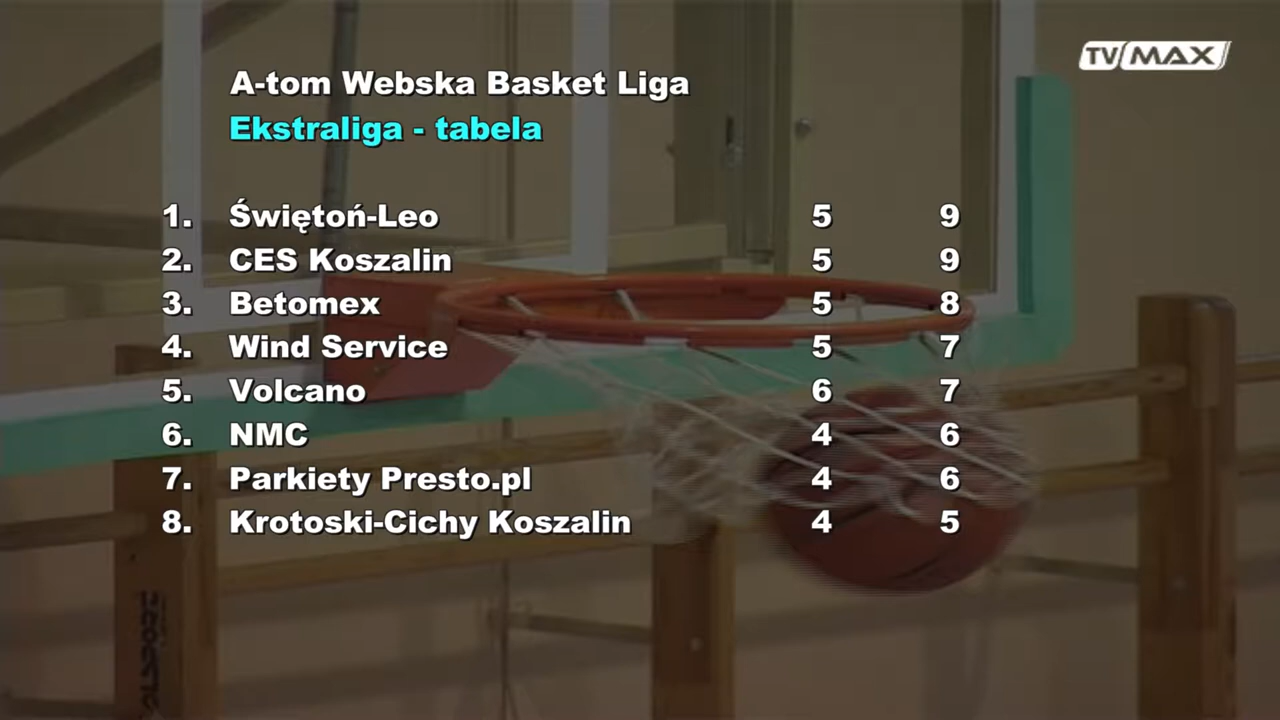 TV MAX
A-tom Webska Basket Liga
Ekstraliga - tabela
1. Świętoń-Leo 5 9
2. CES Koszalin 5 9
3. Betomex 5 8
4. Wind Service 5 7
5. Volcano 6 7
6. NMC 4 6
7. Parkiety Presto.pl 4 6
8. Krotoski-Cichy Koszalin 4 5